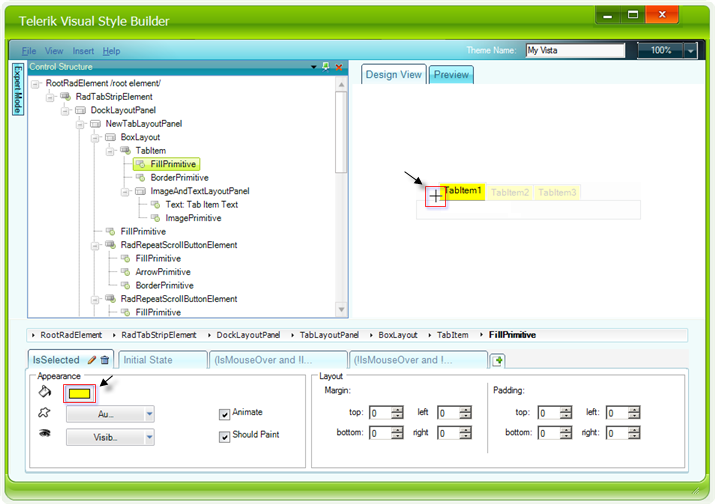 Telerik Visual Style Builder
File View Insert Help
Theme Name: My Vista 100%
Expert Mode
Control Structure
RootRadElement /root element/
RadTabStripElement
DockLayoutPanel
NewTabLayoutPanel
BoxLayout
TabItem
FillPrimitive
BorderPrimitive
ImageAndTextLayoutPanel
Text: Tab Item Text
ImagePrimitive
FillPrimitive
RadRepeatScrollButtonElement
FillPrimitive
ArrowPrimitive
BorderPrimitive
RadRepeatScrollButtonElement
FillPrimitive
Design View Preview
TabItem1 TabItem2 TabItem3
RootRadElement RadTabStripElement DockLayoutPanel TabLayoutPanel BoxLayout TabItem FillPrimitive
IsSelected Initial State (IsMouseOver and !I... (!IsMouseOver and !...
Appearance
Au...
Visib...
Animate
Should Paint
Layout
Margin:
top: 0 left 0
bottom: 0 right 0
Padding:
top: 0 left: 0
bottom: 0 right: 0